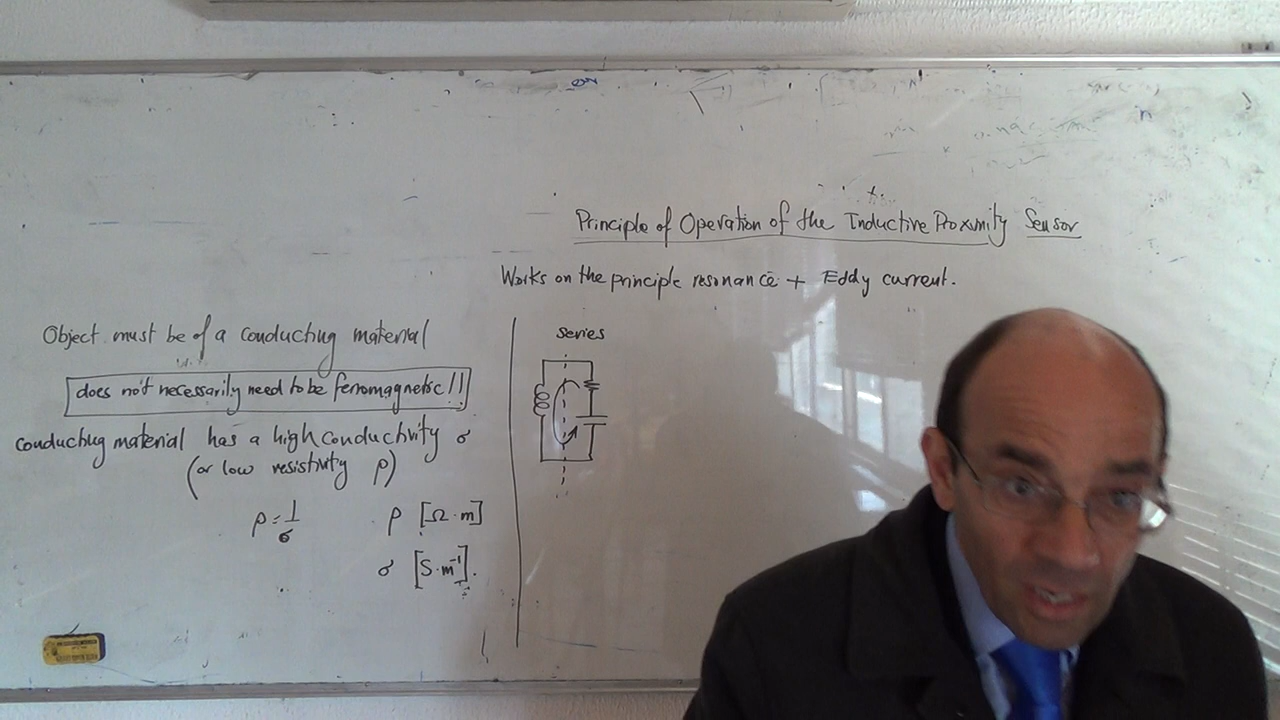 Principle of Operation of the Inductive Proximity Sensor
Works on the principle resonance + Eddy current.
Object must be of a conducting material
does not necessarily need to be ferromagnetic!!
conducting material has a high conductivity σ
(or low resistivity ρ)
ρ = 1/σ
ρ [Ω·m]
σ [S·m⁻¹].
series